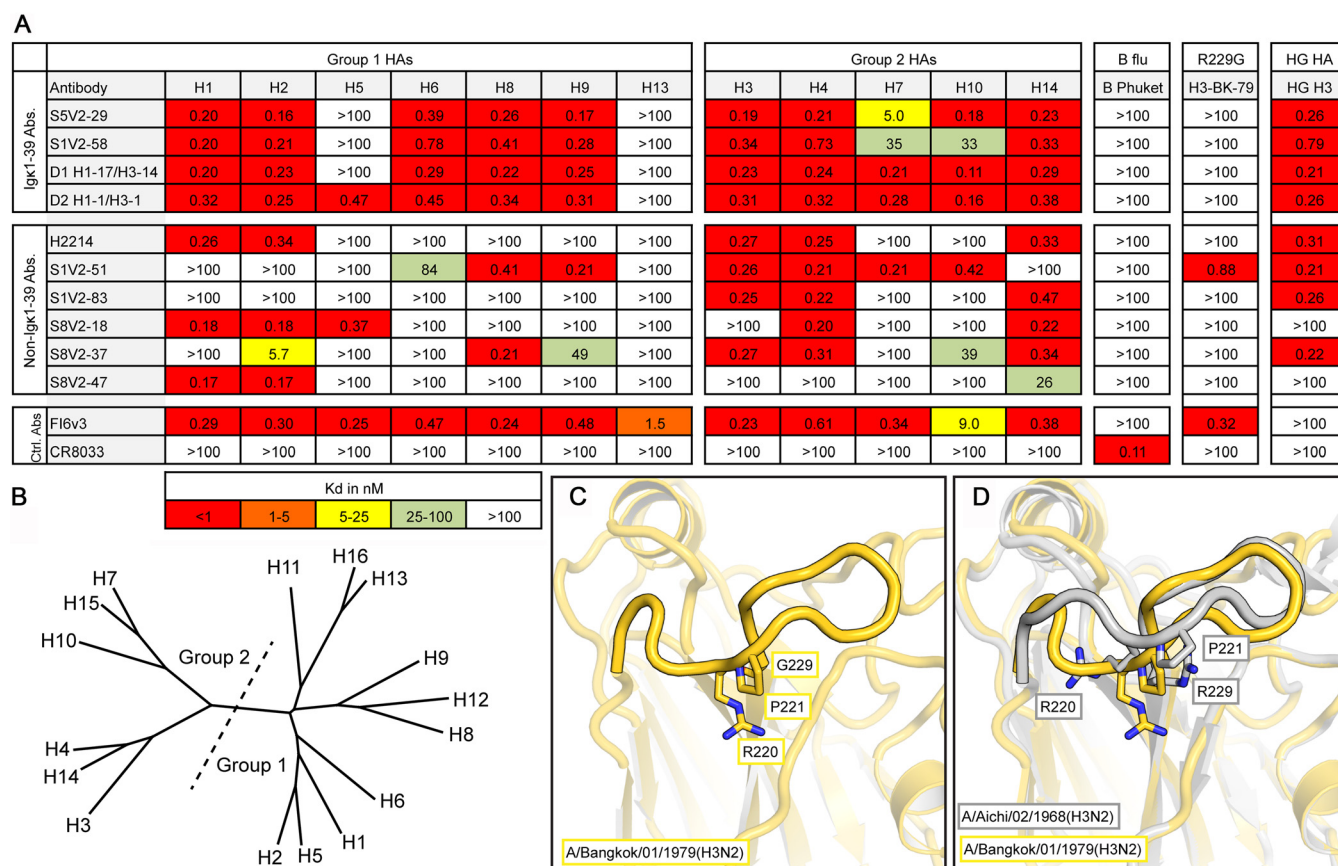 A
Group 1 HAs Group 2 HAs B flu R229G HG HA
Antibody H1 H2 H5 H6 H8 H9 H13 H3 H4 H7 H10 H14 B Phuket H3-BK-79 HG H3
Igκ1-39 Abs.
S5V2-29 0.20 0.16 >100 0.39 0.26 0.17 >100 0.19 0.21 5.0 0.18 0.23 >100 >100 0.26
S1V2-58 0.20 0.21 >100 0.78 0.41 0.28 >100 0.34 0.73 35 33 0.33 >100 >100 0.79
D1 H1-17/H3-14 0.20 0.23 >100 0.29 0.22 0.25 >100 0.23 0.24 0.21 0.11 0.29 >100 >100 0.21
D2 H1-1/H3-1 0.32 0.25 0.47 0.45 0.34 0.31 >100 0.31 0.32 0.28 0.16 0.38 >100 >100 0.26
Non-Igκ1-39 Abs.
H2214 0.26 0.34 >100 >100 >100 >100 >100 0.27 0.25 >100 >100 0.33 >100 >100 0.31
S1V2-51 >100 >100 >100 84 0.41 0.21 >100 0.26 0.21 0.21 0.42 >100 >100 0.88 0.21
S1V2-83 >100 >100 >100 >100 >100 >100 >100 0.25 0.22 >100 >100 0.47 >100 >100 0.26
S8V2-18 0.18 0.18 0.37 >100 >100 >100 >100 >100 0.20 >100 >100 0.22 >100 >100 >100
S8V2-37 >100 5.7 >100 >100 0.21 49 >100 0.27 0.31 >100 39 0.34 >100 >100 0.22
S8V2-47 0.17 0.17 >100 >100 >100 >100 >100 >100 >100 >100 >100 26 >100 >100 >100
Ctrl. Abs
FI6v3 0.29 0.30 0.25 0.47 0.24 0.48 1.5 0.23 0.61 0.34 9.0 0.38 >100 0.32 >100
CR8033 >100 >100 >100 >100 >100 >100 >100 >100 >100 >100 >100 >100 0.11 >100 >100
B
Kd in nM
<1 1-5 5-25 25-100 >100
H7
H15
H10
Group 2
H4
H14
H3
H11
H16
H13
H9
H12
H8
Group 1
H6
H1
H5
H2
C
G229
P221
R220
A/Bangkok/01/1979(H3N2)
D
P221
R229
R220
A/Aichi/02/1968(H3N2)
A/Bangkok/01/1979(H3N2)